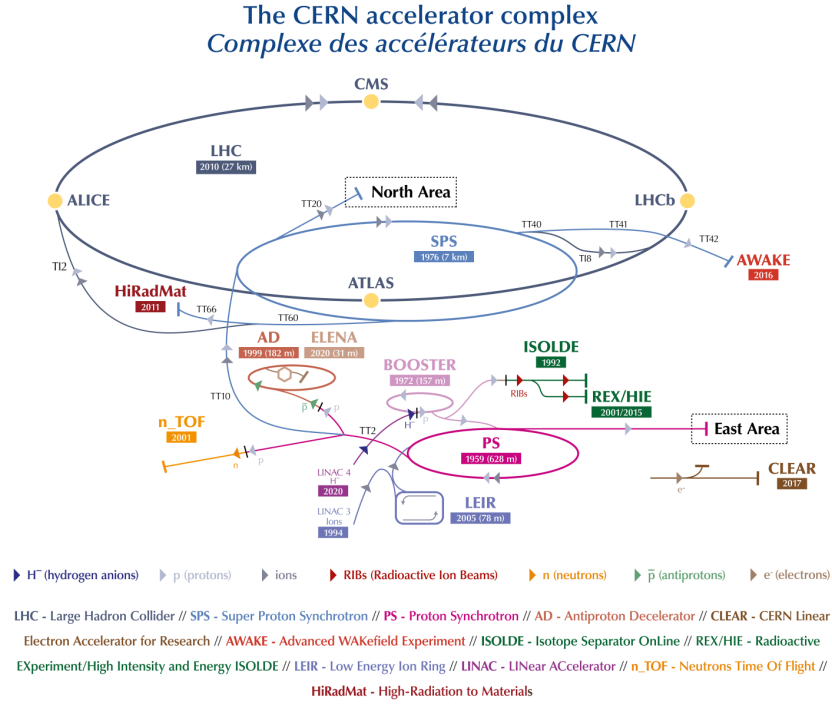 The CERN accelerator complex
Complexe des accélérateurs du CERN
CMS
LHC
2010 (27 km)
ALICE
TT20
North Area
LHCb
SPS
1976 (7 km)
TT40
TT41
TT42
TI2
TI8
AWAKE
2016
ATLAS
HiRadMat
2011
TT66
TT60
AD
1999 (182 m)
ELENA
2020 (31 m)
ISOLDE
1992
BOOSTER
1972 (157 m)
RIBs
REX/HIE
2001/2015
TT10
p̅
p
H⁻
p
n_TOF
2001
TT2
East Area
PS
1959 (628 m)
n
p
LINAC 4
H⁻
2020
CLEAR
2017
e⁻
LINAC 3
Ions
1994
LEIR
2005 (78 m)
H⁻ (hydrogen anions)
p (protons)
ions
RIBs (Radioactive Ion Beams)
n (neutrons)
p̅ (antiprotons)
e⁻ (electrons)
LHC - Large Hadron Collider // SPS - Super Proton Synchrotron // PS - Proton Synchrotron // AD - Antiproton Decelerator // CLEAR - CERN Linear
Electron Accelerator for Research // AWAKE - Advanced WAKefield Experiment // ISOLDE - Isotope Separator OnLine // REX/HIE - Radioactive
EXperiment/High Intensity and Energy ISOLDE // LEIR - Low Energy Ion Ring // LINAC - LINear ACcelerator // n_TOF - Neutrons Time Of Flight //
HiRadMat - High-Radiation to Materials